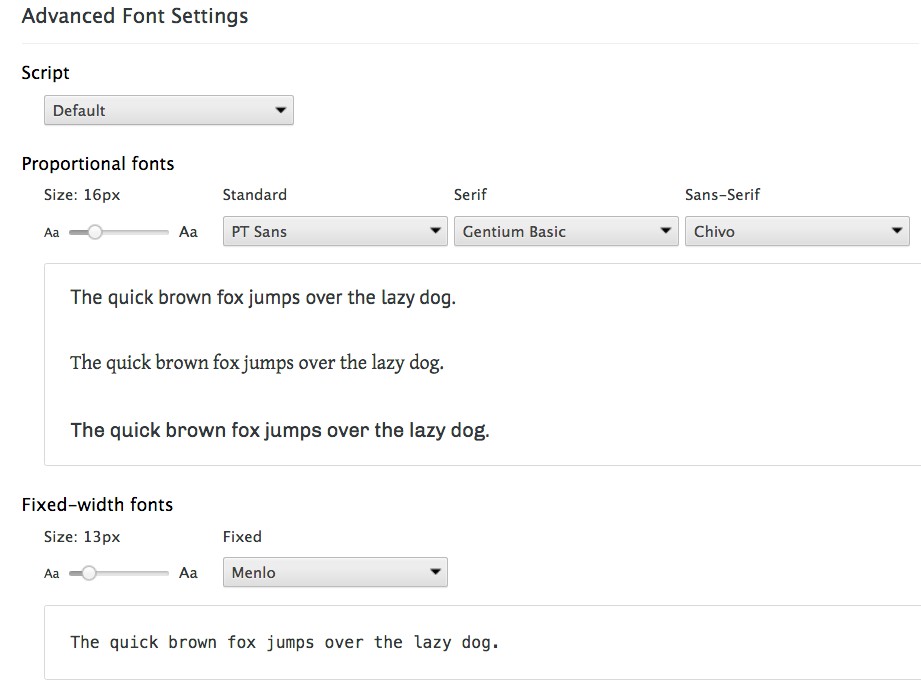 Advanced Font Settings
Script
Default
Proportional fonts
Size: 16px Standard Serif Sans-Serif
Aa Aa PT Sans Gentium Basic Chivo
The quick brown fox jumps over the lazy dog.
The quick brown fox jumps over the lazy dog.
The quick brown fox jumps over the lazy dog.
Fixed-width fonts
Size: 13px Fixed
Aa Aa Menlo
The quick brown fox jumps over the lazy dog.